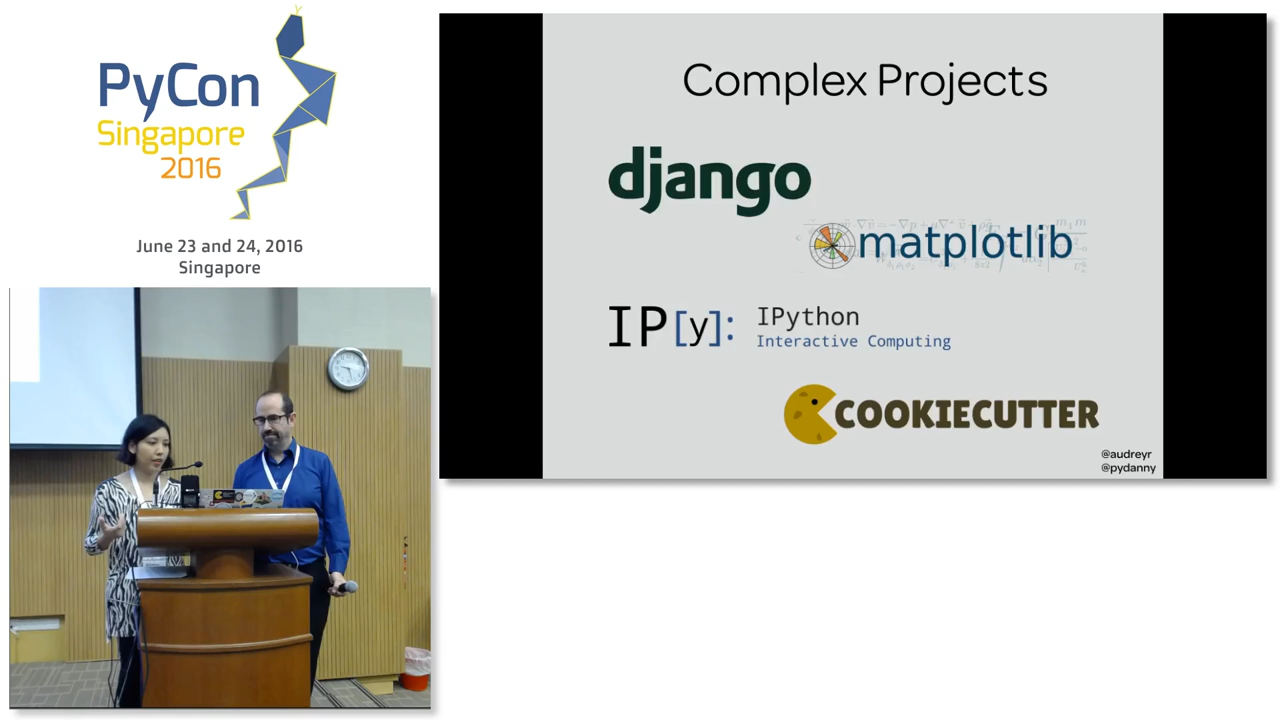 PyCon
Singapore
2016
June 23 and 24, 2016
Singapore
Complex Projects
django
matplotlib
IP[y]:
IPython
Interactive Computing
COOKIECUTTER
@audreyr
@pydanny